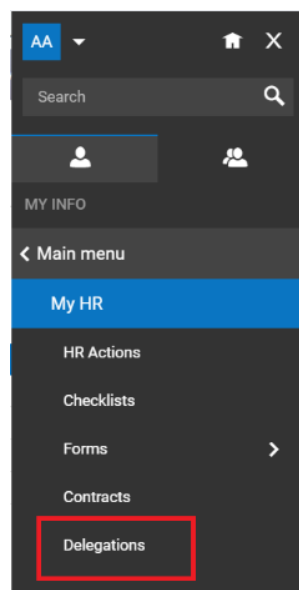 AA
Search
MY INFO
Main menu
My HR
HR Actions
Checklists
Forms
Contracts
Delegations